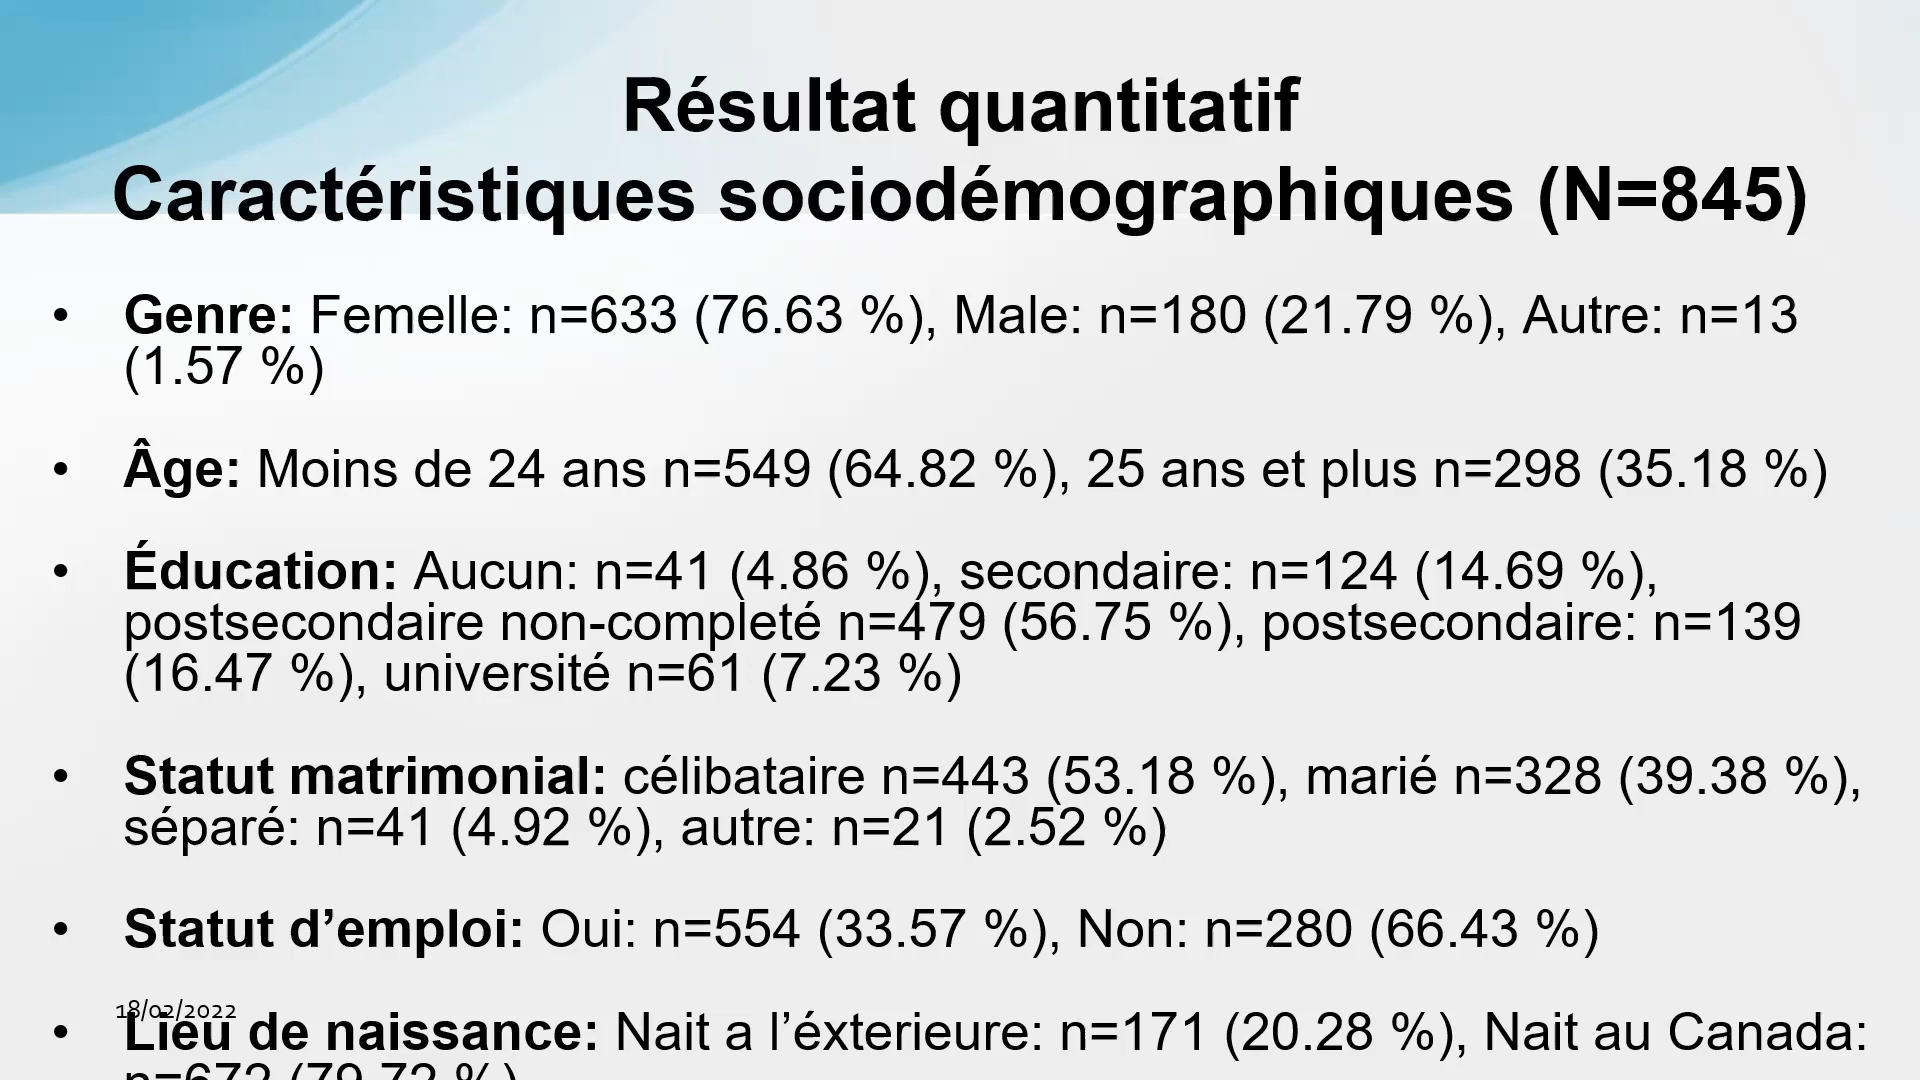 Résultat quantitatif
Caractéristiques sociodémographiques (N=845)
• Genre: Femelle: n=633 (76.63 %), Male: n=180 (21.79 %), Autre: n=13
(1.57 %)
• Âge: Moins de 24 ans n=549 (64.82 %), 25 ans et plus n=298 (35.18 %)
• Éducation: Aucun: n=41 (4.86 %), secondaire: n=124 (14.69 %),
postsecondaire non-completé n=479 (56.75 %), postsecondaire: n=139
(16.47 %), université n=61 (7.23 %)
• Statut matrimonial: célibataire n=443 (53.18 %), marié n=328 (39.38 %),
séparé: n=41 (4.92 %), autre: n=21 (2.52 %)
• Statut d’emploi: Oui: n=554 (33.57 %), Non: n=280 (66.43 %)
18/02/2022
• Lieu de naissance: Nait a l’éxterieure: n=171 (20.28 %), Nait au Canada:
n=672 (79.72 %)